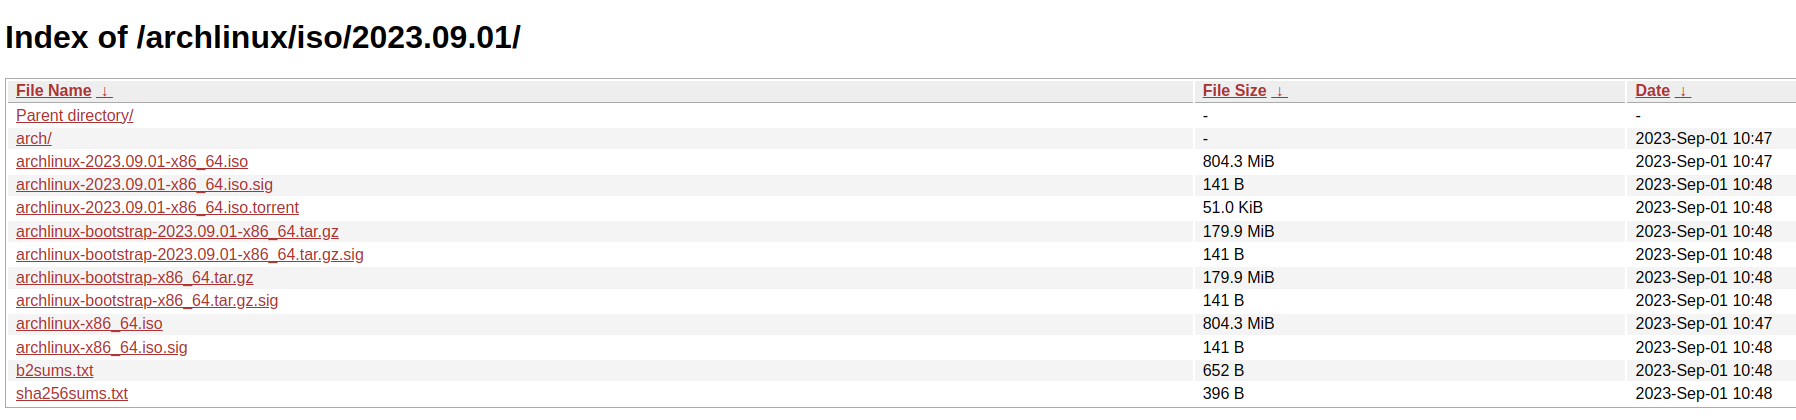 Index of /archlinux/iso/2023.09.01/
File Name ↓ File Size ↓ Date ↓
Parent directory/ - -
arch/ - 2023-Sep-01 10:47
archlinux-2023.09.01-x86_64.iso 804.3 MiB 2023-Sep-01 10:47
archlinux-2023.09.01-x86_64.iso.sig 141 B 2023-Sep-01 10:48
archlinux-2023.09.01-x86_64.iso.torrent 51.0 KiB 2023-Sep-01 10:48
archlinux-bootstrap-2023.09.01-x86_64.tar.gz 179.9 MiB 2023-Sep-01 10:48
archlinux-bootstrap-2023.09.01-x86_64.tar.gz.sig 141 B 2023-Sep-01 10:48
archlinux-bootstrap-x86_64.tar.gz 179.9 MiB 2023-Sep-01 10:48
archlinux-bootstrap-x86_64.tar.gz.sig 141 B 2023-Sep-01 10:48
archlinux-x86_64.iso 804.3 MiB 2023-Sep-01 10:47
archlinux-x86_64.iso.sig 141 B 2023-Sep-01 10:48
b2sums.txt 652 B 2023-Sep-01 10:48
sha256sums.txt 396 B 2023-Sep-01 10:48